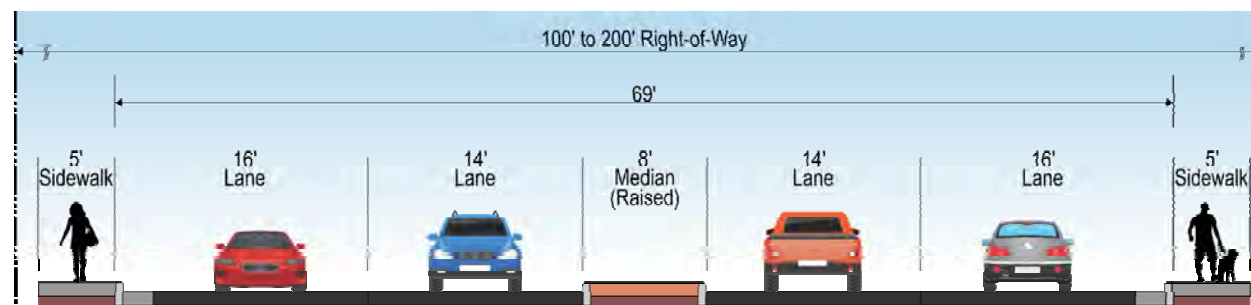 100' to 200' Right-of-Way
69'
5'
Sidewalk
16'
Lane
14'
Lane
8'
Median
(Raised)
14'
Lane
16'
Lane
5'
Sidewalk